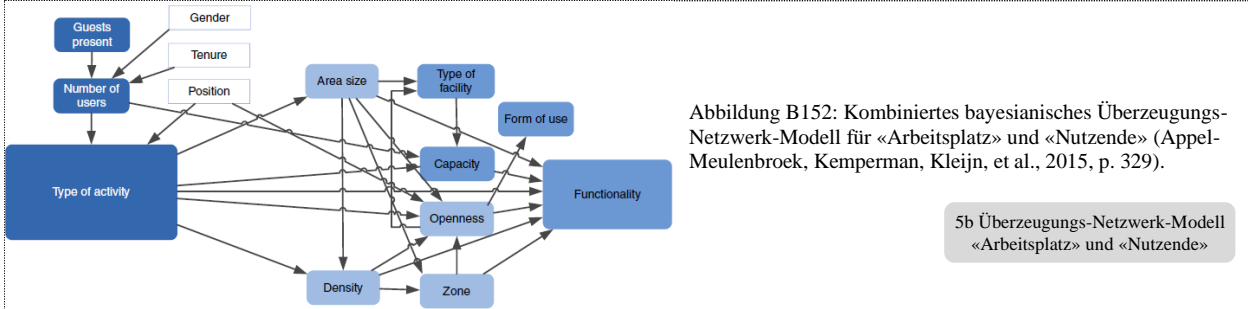 Guests
present
Gender
Tenure
Number of
users
Position
Area size
Type of
facility
Form of use
Capacity
Type of activity
Functionality
Openness
Density
Zone
Abbildung B152: Kombiniertes bayesianisches Überzeugungs-
Netzwerk-Modell für «Arbeitsplatz» und «Nutzende» (Appel-
Meulenbroek, Kemperman, Kleijn, et al., 2015, p. 329).
5b Überzeugungs-Netzwerk-Modell
«Arbeitsplatz» und «Nutzende»